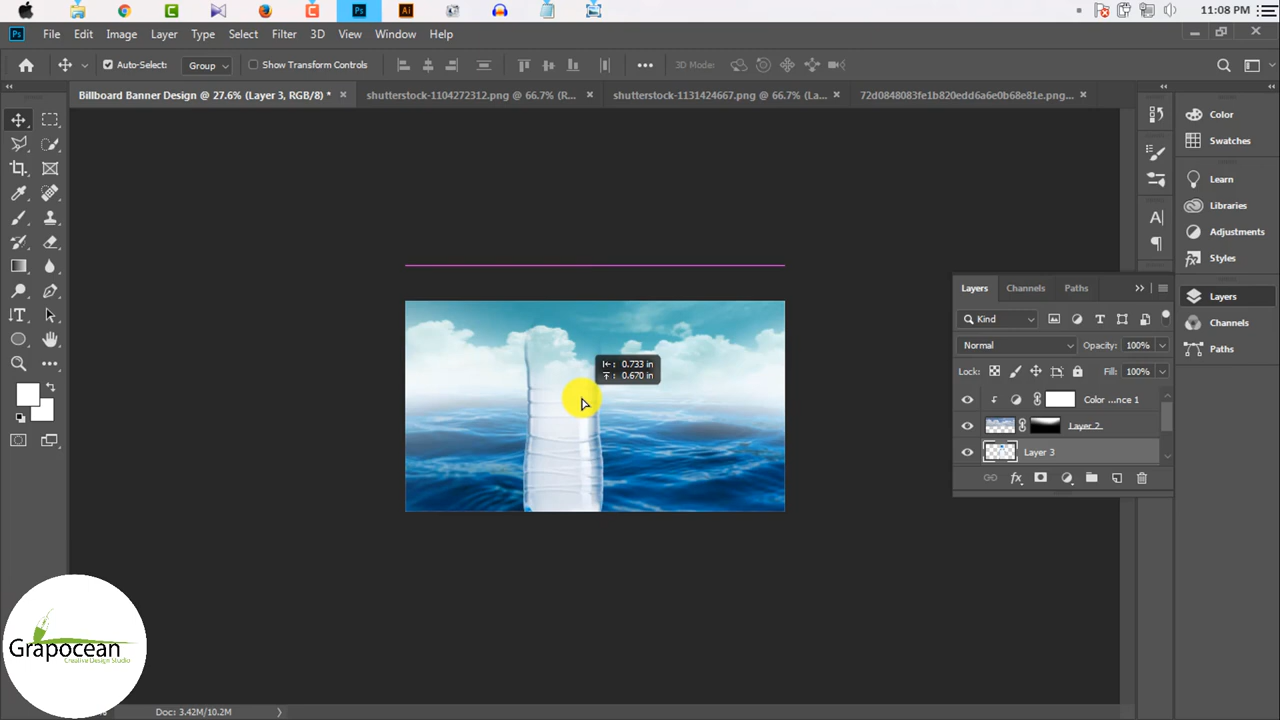 11:08 PM
Ps File Edit Image Layer Type Select Filter 3D View Window Help
Auto-Select: Group Show Transform Controls 3D Mode:
Billboard Banner Design @ 27.6% (Layer 3, RGB/8) * shutterstock-1104272312.png @ 66.7% (R... shutterstock-1131424667.png @ 66.7% (La... 72d0848083fe1b820edd6a6e0b68e81e.png...
Color
Swatches
Learn
Libraries
Adjustments
Styles
Layers
Channels
Paths
Layers Channels Paths
Kind
Normal Opacity: 100%
Lock: Fill: 100%
Color ...nce 1
Layer 2
Layer 3
0.733 in
0.670 in
Grapocean
Creative Design Studio
Doc: 3.42M/10.2M